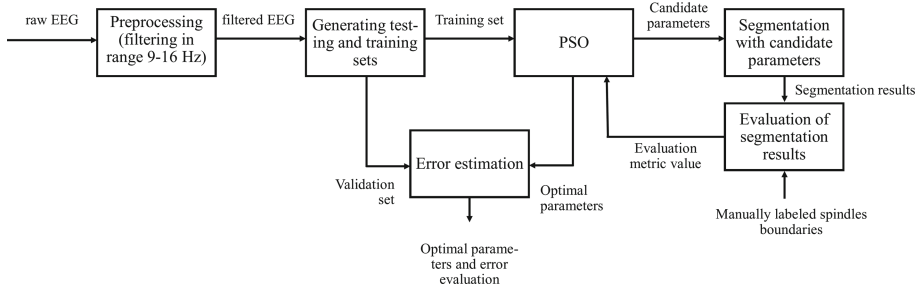 raw EEG
Preprocessing
(filtering in
range 9-16 Hz)
filtered EEG
Generating test-
ing and training
sets
Training set
PSO
Candidate
parameters
Segmentation
with candidate
parameters
Segmentation results
Evaluation of
segmentation
results
Evaluation
metric value
Manually labeled spindles
boundaries
Error estimation
Validation
set
Optimal
parameters
Optimal parame-
ters and error
evaluation